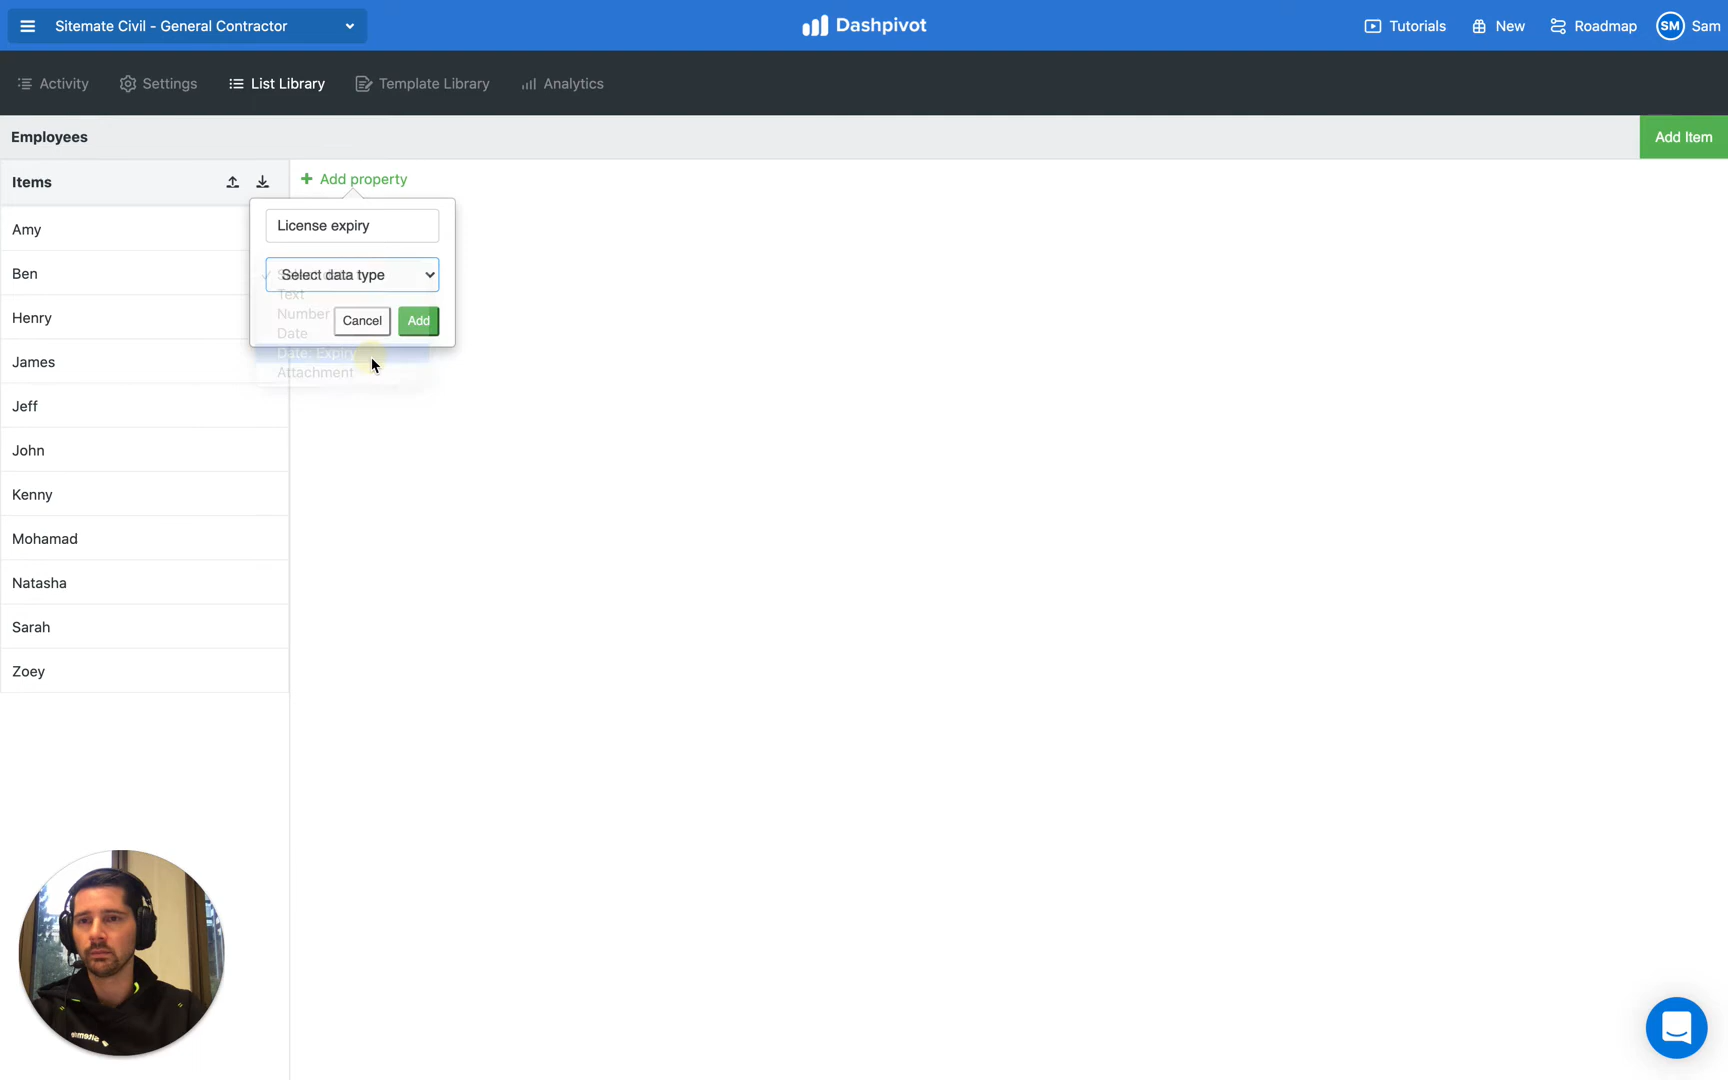 Sitemate Civil - General Contractor
Dashpivot
Tutorials
New
Roadmap
SM
Sam
Activity
Settings
List Library
Template Library
Analytics
Employees
Add Item
Items
Add property
Amy
License expiry
Ben
Select data type
Text
Henry
Number
Cancel
Add
Date
James
Date: Expiry
Attachment
Jeff
John
Kenny
Mohamad
Natasha
Sarah
Zoey